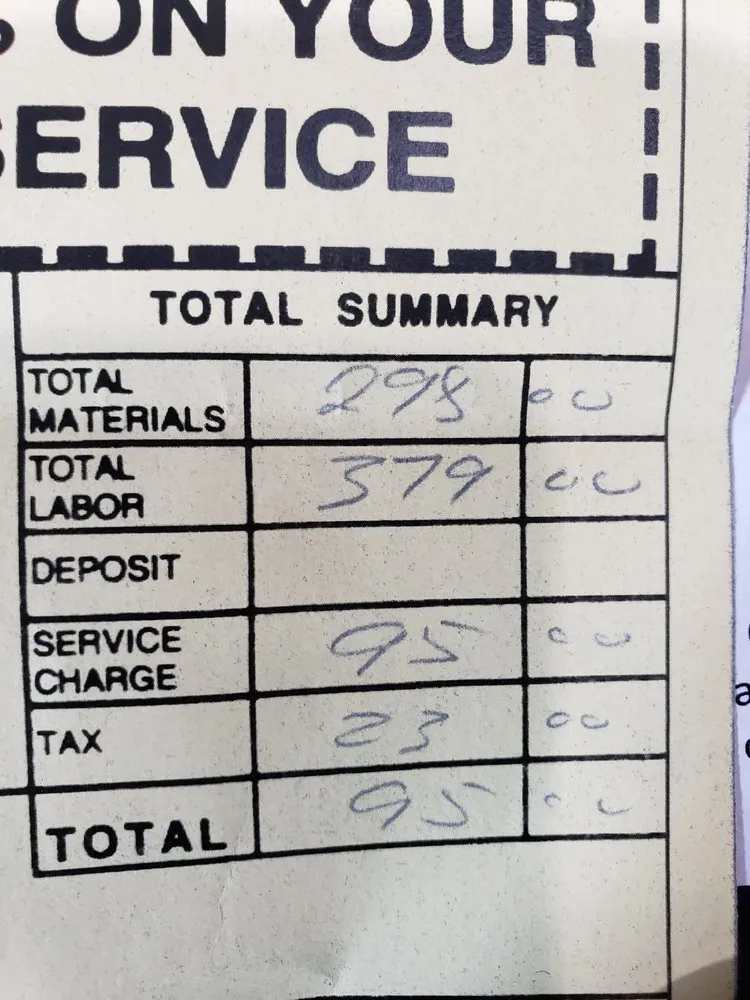 ON YOUR
SERVICE
TOTAL SUMMARY
TOTAL MATERIALS 298 00
TOTAL LABOR 379 00
DEPOSIT
SERVICE CHARGE 95 00
TAX 23 00
TOTAL 95 00